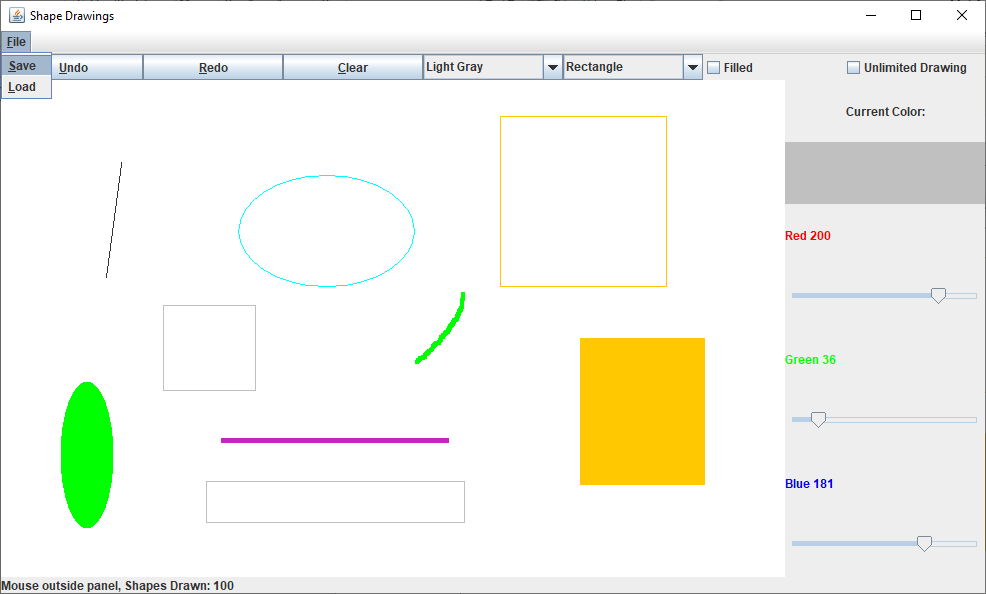 Shape Drawings
File
Save
Load
Undo Redo Clear Light Gray Rectangle Filled Unlimited Drawing
Current Color:
Red 200
Green 36
Blue 181
Mouse outside panel, Shapes Drawn: 100